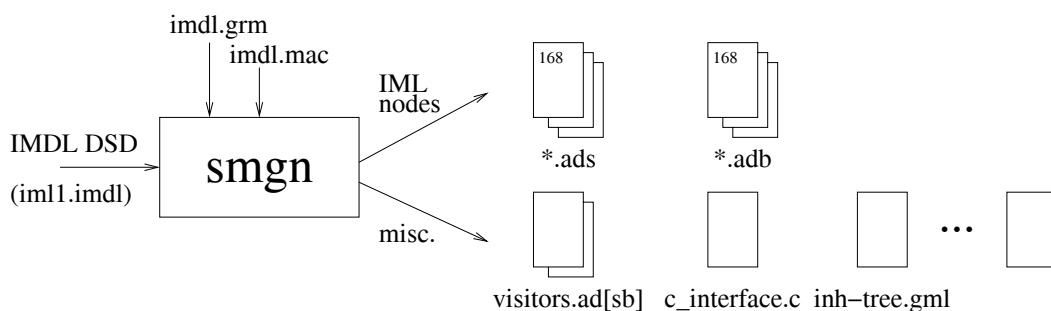 imdl.grm
imdl.mac
IML
nodes
168
168
IMDL DSD
smgn
*.ads
*.adb
(iml1.imdl)
misc.
...
visitors.ad[sb]
c_interface.c
inh-tree.gml